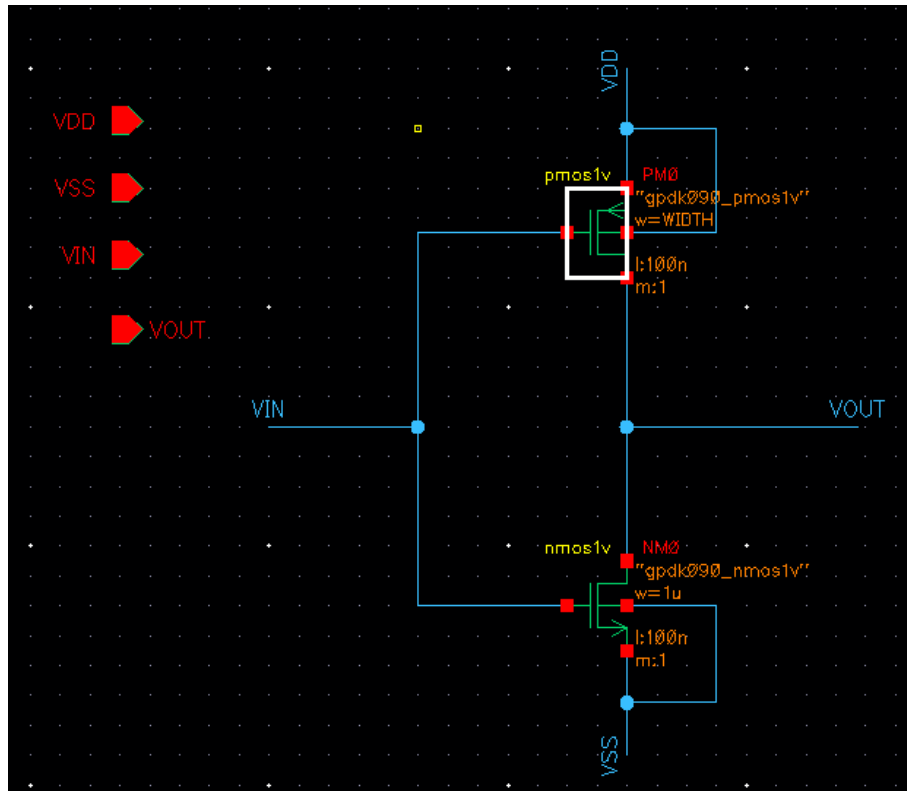 VDD
VSS
VIN
VOUT
VDD
pmos1v
PM0
"gpdk090_pmos1v"
w=WIDTH
l:100n
m:1
VIN
VOUT
nmos1v
NM0
"gpdk090_nmos1v"
w=1u
l:100n
m:1
VSS